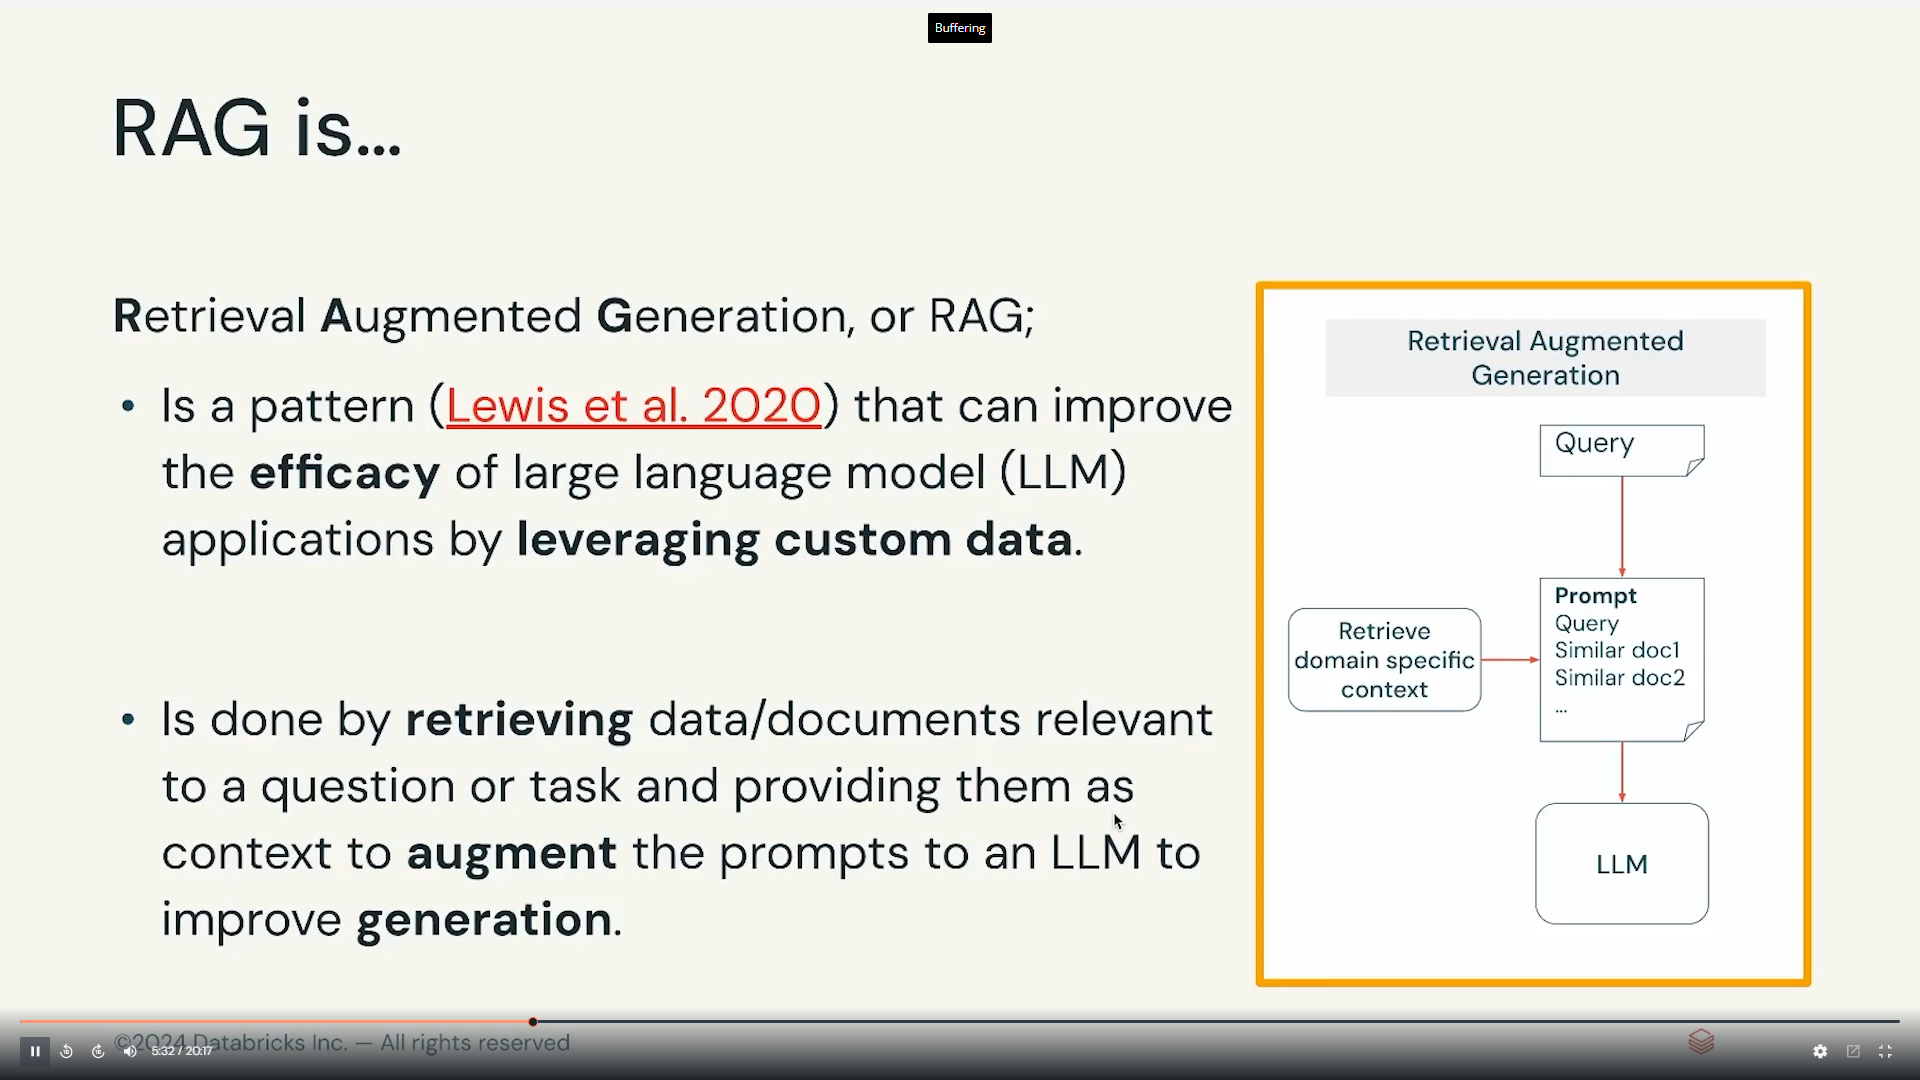 Buffering
RAG is...
Retrieval Augmented Generation, or RAG;
• Is a pattern (Lewis et al. 2020) that can improve
the efficacy of large language model (LLM)
applications by leveraging custom data.
• Is done by retrieving data/documents relevant
to a question or task and providing them as
context to augment the prompts to an LLM to
improve generation.
Retrieval Augmented
Generation
Query
Retrieve
domain specific
context
Prompt
Query
Similar doc1
Similar doc2
...
LLM
©2024 Databricks Inc. — All rights reserved
5:32 / 20:17